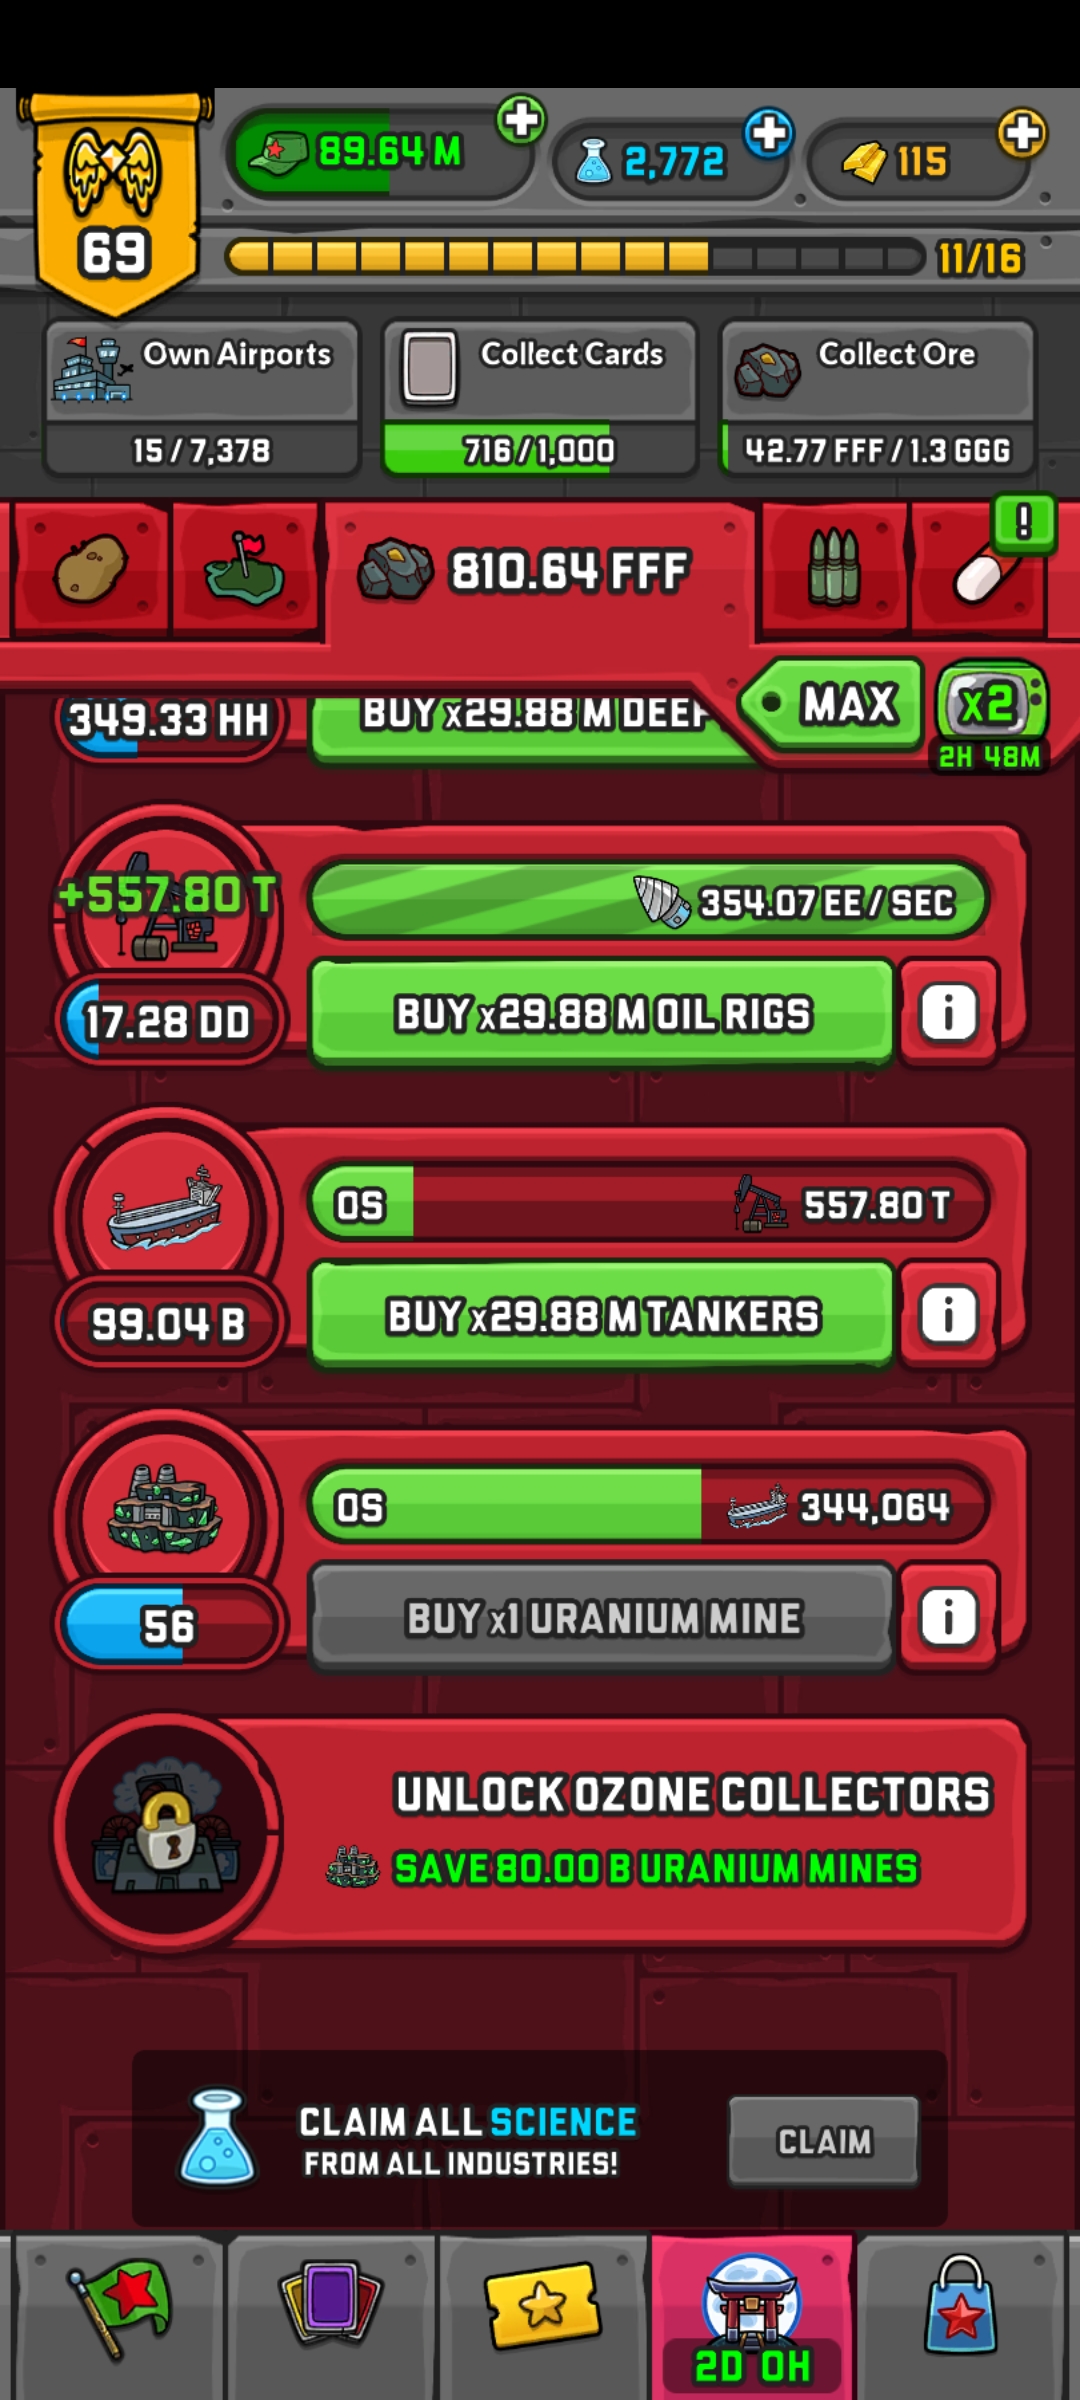 89.64 M
2,772
115
69
11/16
Own Airports
Collect Cards
Collect Ore
15 / 7,378
716 / 1,000
42.77 FFF / 1.3 GGG
810.64 FFF
!
MAX
x2
2H 48M
349.33 HH
BUY x29.88 M DEEP
+557.80 T
354.07 EE / SEC
17.28 DD
BUY x29.88 M OIL RIGS
i
0S
557.80 T
99.04 B
BUY x29.88 M TANKERS
i
0S
344,064
56
BUY x1 URANIUM MINE
i
UNLOCK OZONE COLLECTORS
SAVE 80.00 B URANIUM MINES
CLAIM ALL SCIENCE
FROM ALL INDUSTRIES!
CLAIM
2D 0H